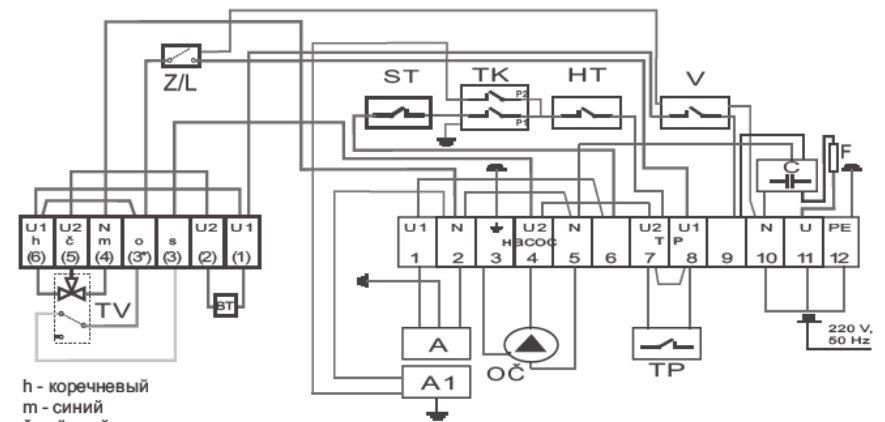 Z/L
ST TK HT V
P2
P1
C F
U1 U2 N U2 U1
h č m o s
(6) (5) (4) (3*) (3) (2) (1)
TV
BT
U1 N U2 N U2 U1 N U PE
насос T P
1 2 3 4 5 6 7 8 9 10 11 12
A
A1
OČ
TP
220 V,
50 Hz
h - коречневый
m - синий